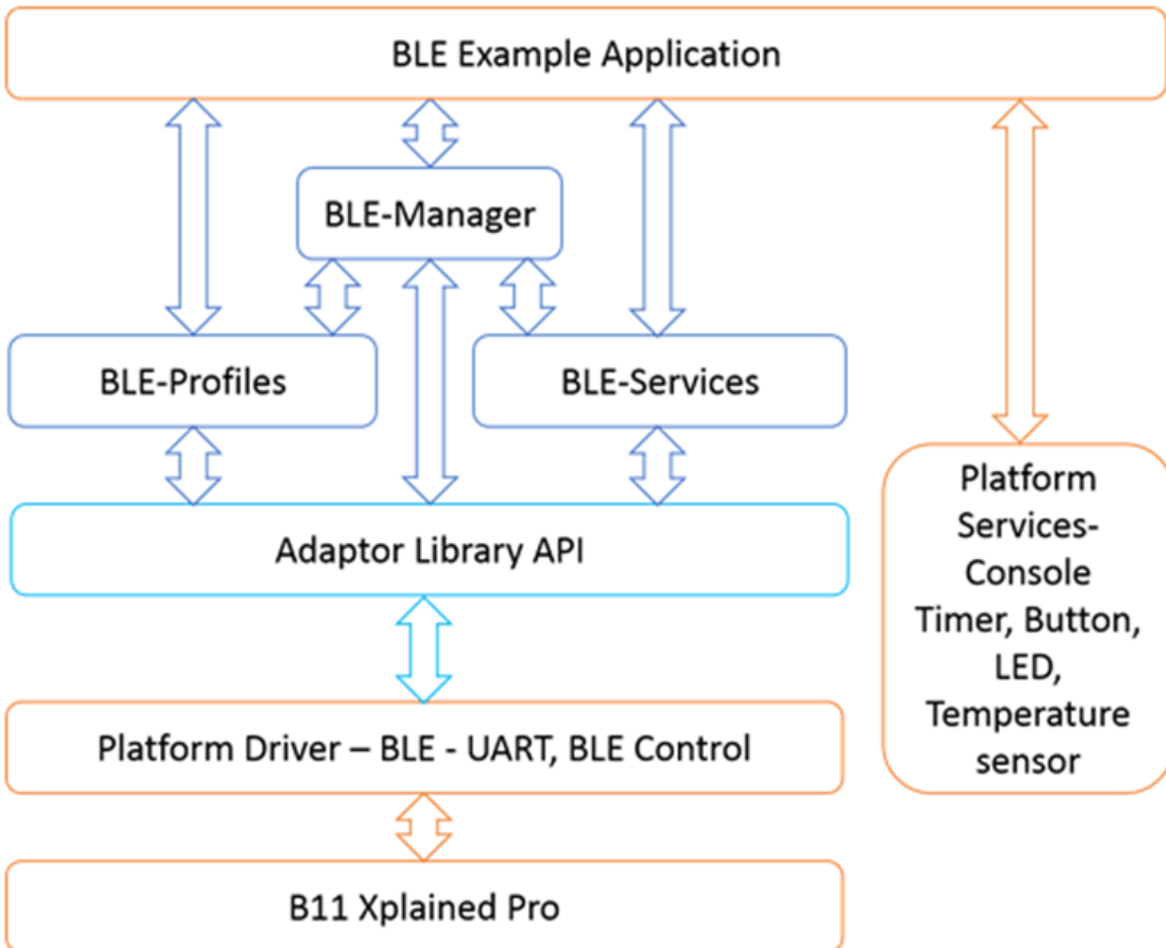 BLE Example Application
BLE-Manager
BLE-Profiles
BLE-Services
Adaptor Library API
Platform
Services-
Console
Timer, Button,
LED,
Temperature
sensor
Platform Driver – BLE - UART, BLE Control
B11 Xplained Pro